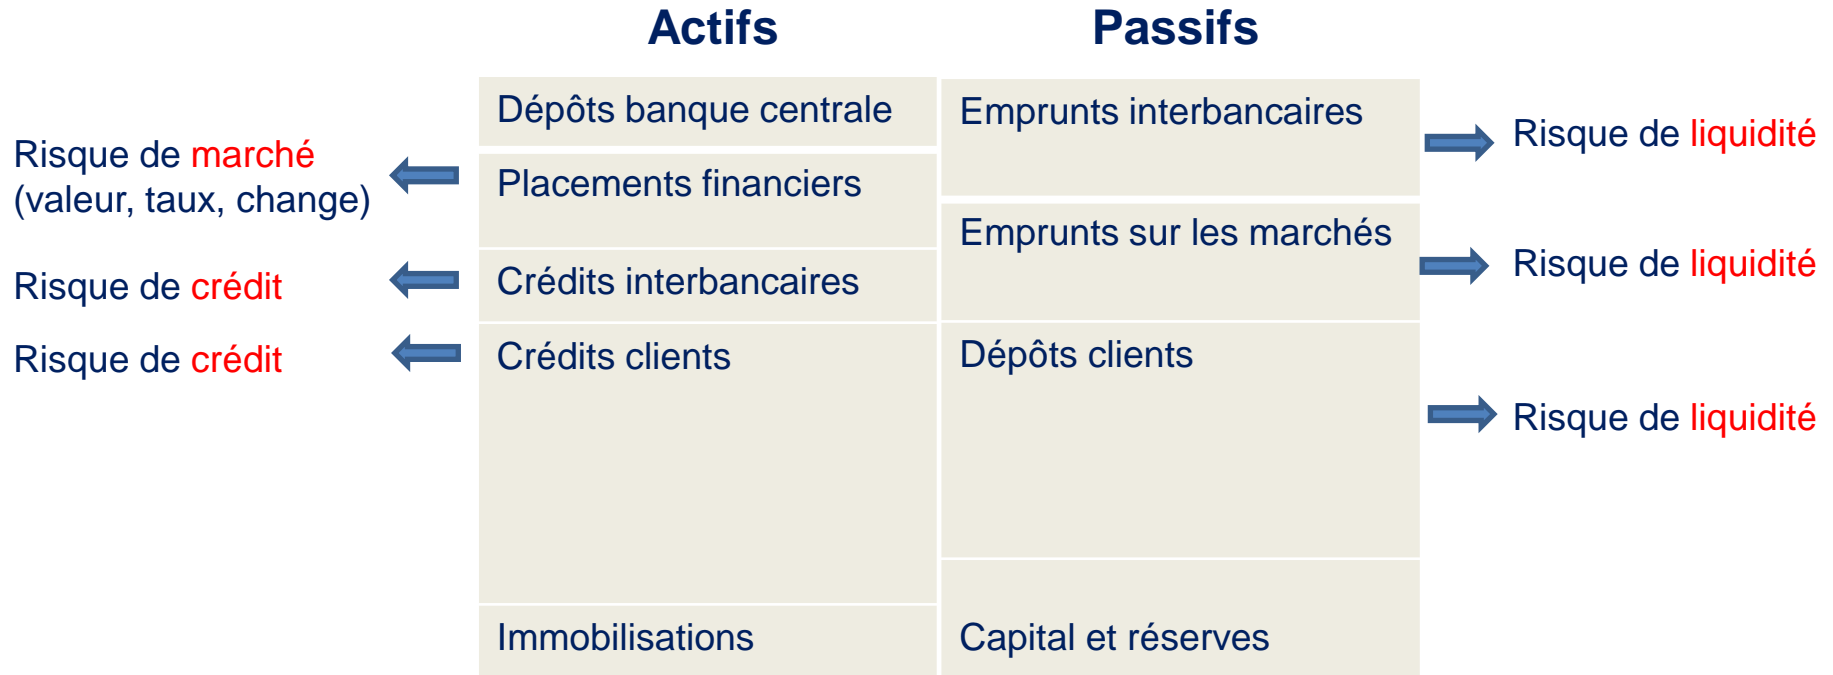 Actifs
Passifs
Risque de marché
(valeur, taux, change)
Risque de crédit
Risque de crédit
Dépôts banque centrale
Placements financiers
Crédits interbancaires
Crédits clients
Immobilisations
Emprunts interbancaires
Emprunts sur les marchés
Dépôts clients
Capital et réserves
Risque de liquidité
Risque de liquidité
Risque de liquidité